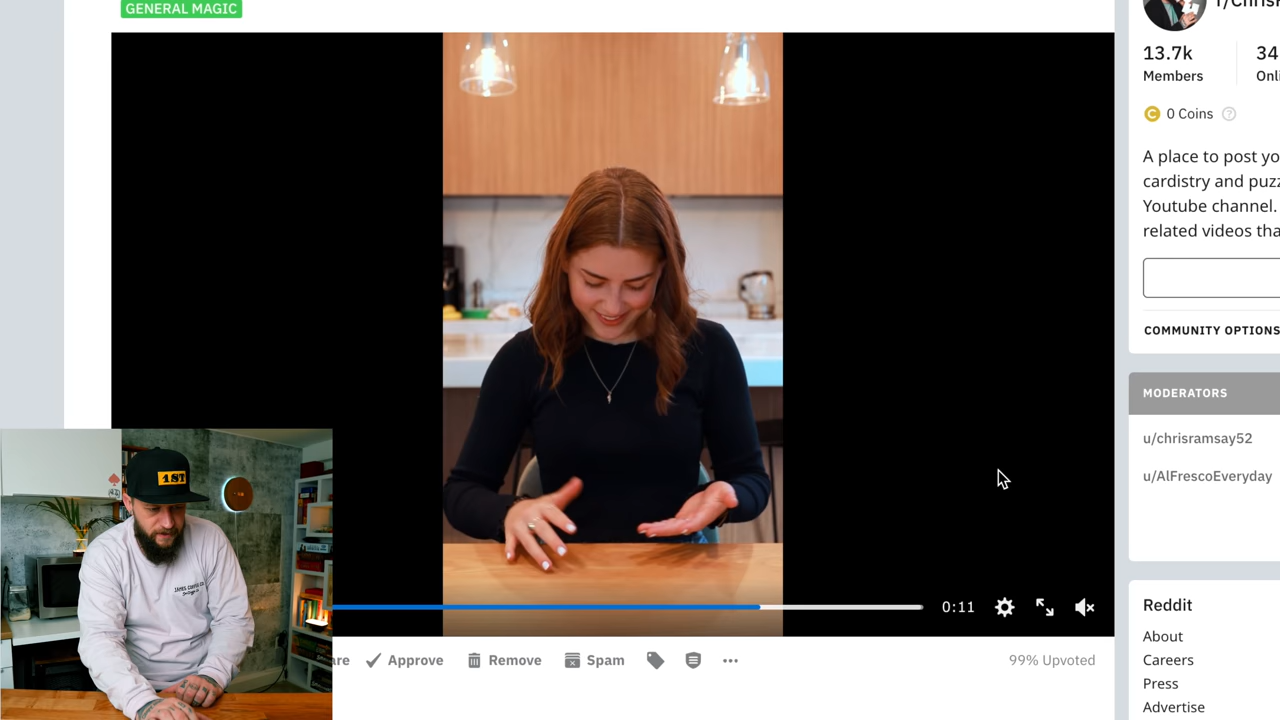 GENERAL MAGIC
13.7k
Members
34
Onli
0 Coins
A place to post yo
cardistry and puzz
Youtube channel.
related videos tha
COMMUNITY OPTIONS
MODERATORS
u/chrisramsay52
u/AlFrescoEveryday
1ST
0:11
are
Approve
Remove
Spam
99% Upvoted
Reddit
About
Careers
Press
Advertise